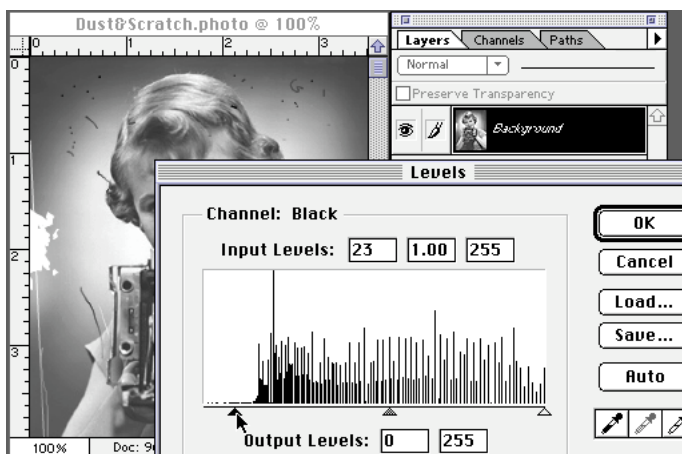 Dust&Scratch.photo @ 100%
0 1 2 3
Layers Channels Paths
Normal
Preserve Transparency
Background
0
1
2
3
Levels
Channel: Black
Input Levels: 23 1.00 255
OK
Cancel
Load...
Save...
Auto
Output Levels: 0 255
100% Doc: